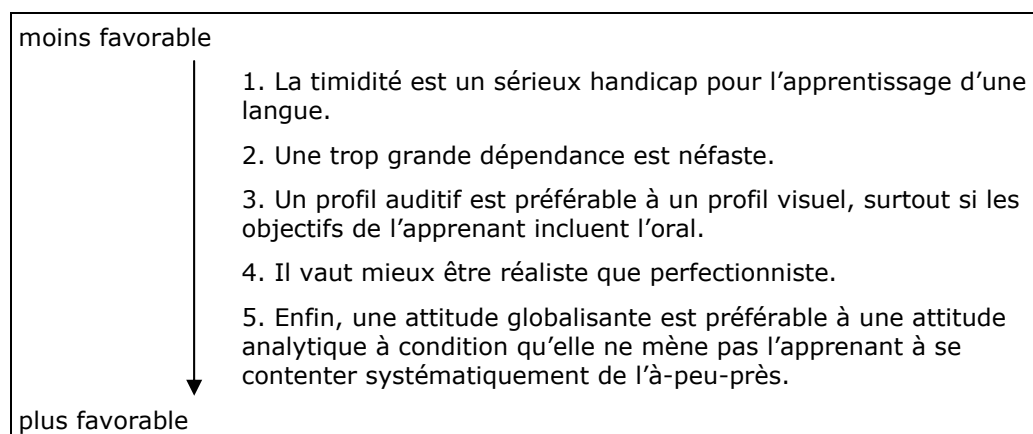 moins favorable
1. La timidité est un sérieux handicap pour l’apprentissage d’une
langue.
2. Une trop grande dépendance est néfaste.
3. Un profil auditif est préférable à un profil visuel, surtout si les
objectifs de l’apprenant incluent l’oral.
4. Il vaut mieux être réaliste que perfectionniste.
5. Enfin, une attitude globalisante est préférable à une attitude
analytique à condition qu’elle ne mène pas l’apprenant à se
contenter systématiquement de l’à-peu-près.
plus favorable